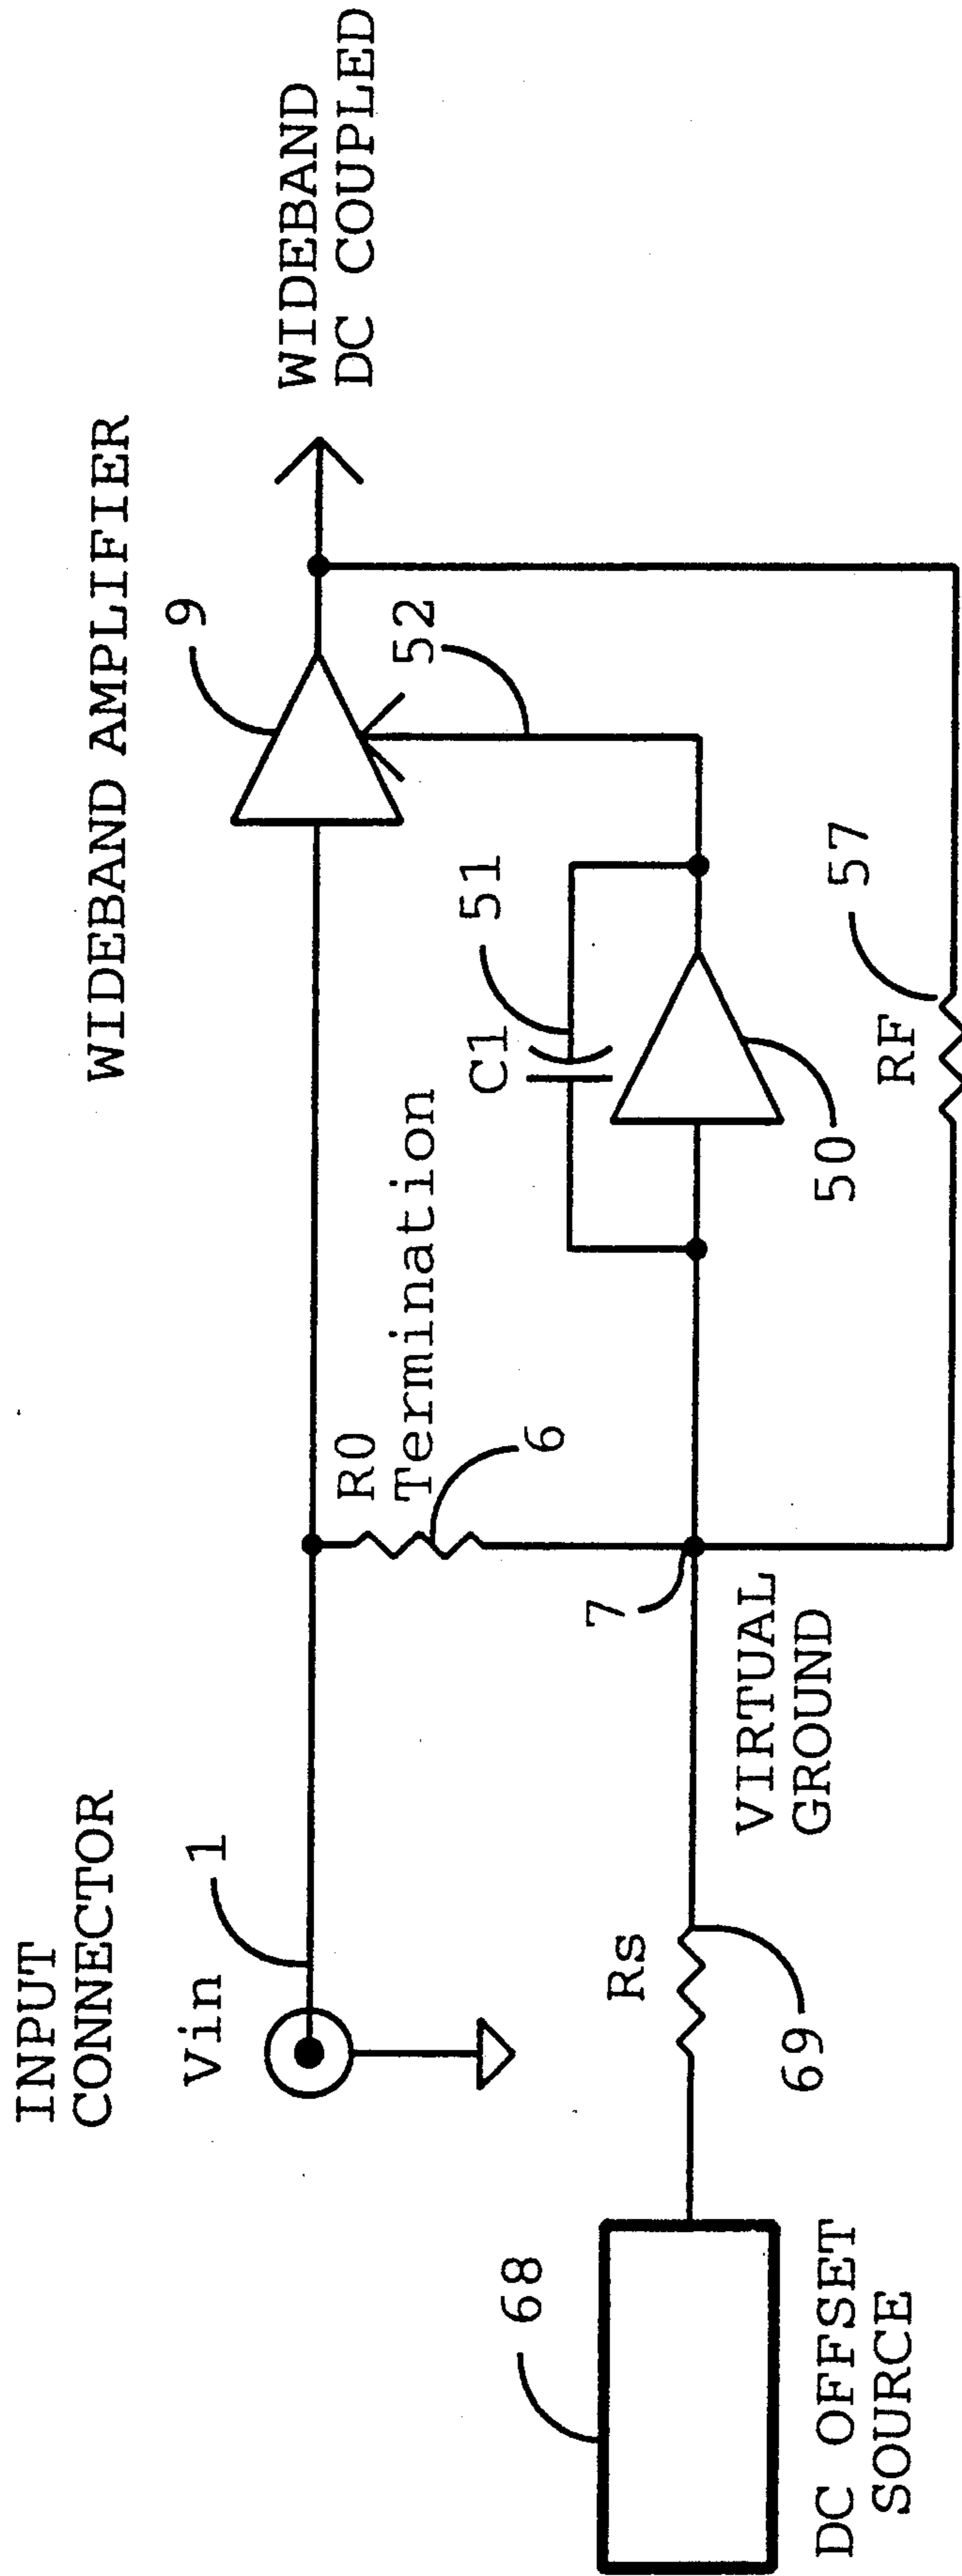 INPUT
CONNECTOR
Vin
1
WIDEBAND AMPLIFIER
9
WIDEBAND
DC COUPLED
R0
Termination
6
C1
51
52
7
VIRTUAL
GROUND
50
RF
57
68
Rs
69
DC OFFSET
SOURCE